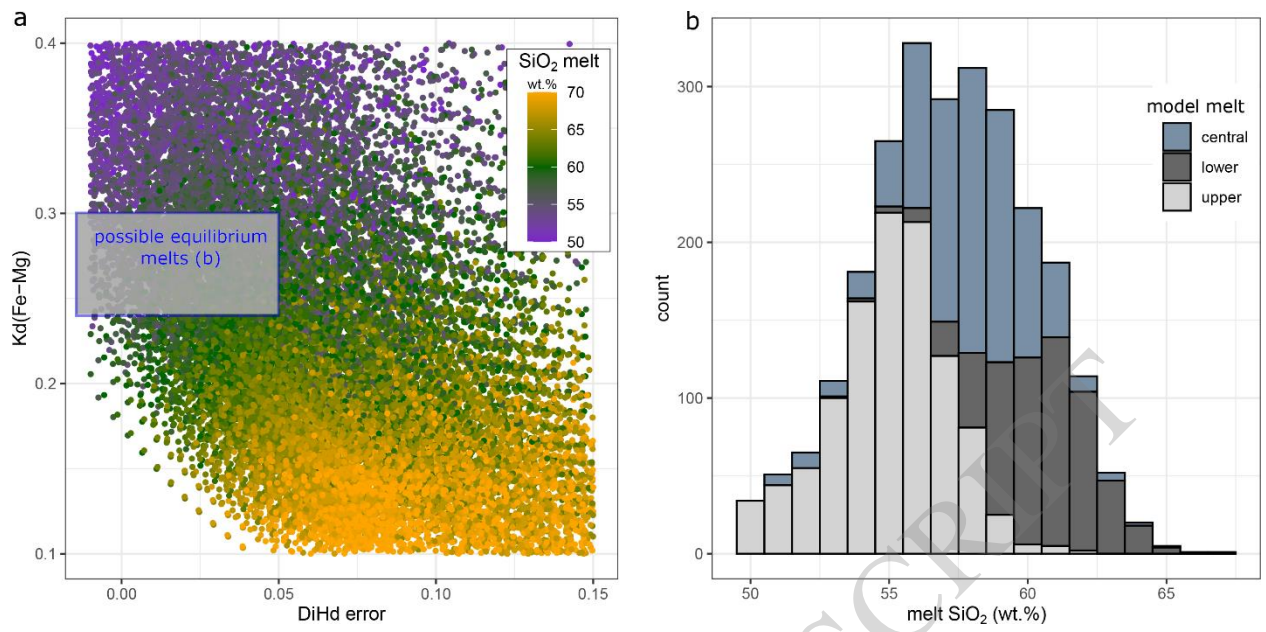 a
Kd(Fe−Mg)
0.4
0.3
0.2
0.1
0.00
0.05
0.10
0.15
DiHd error
possible equilibrium
melts (b)
SiO2 melt
wt.%
70
65
60
55
50
b
count
300
200
100
0
50
55
60
65
melt SiO2 (wt.%)
model melt
central
lower
upper
SCRIPT